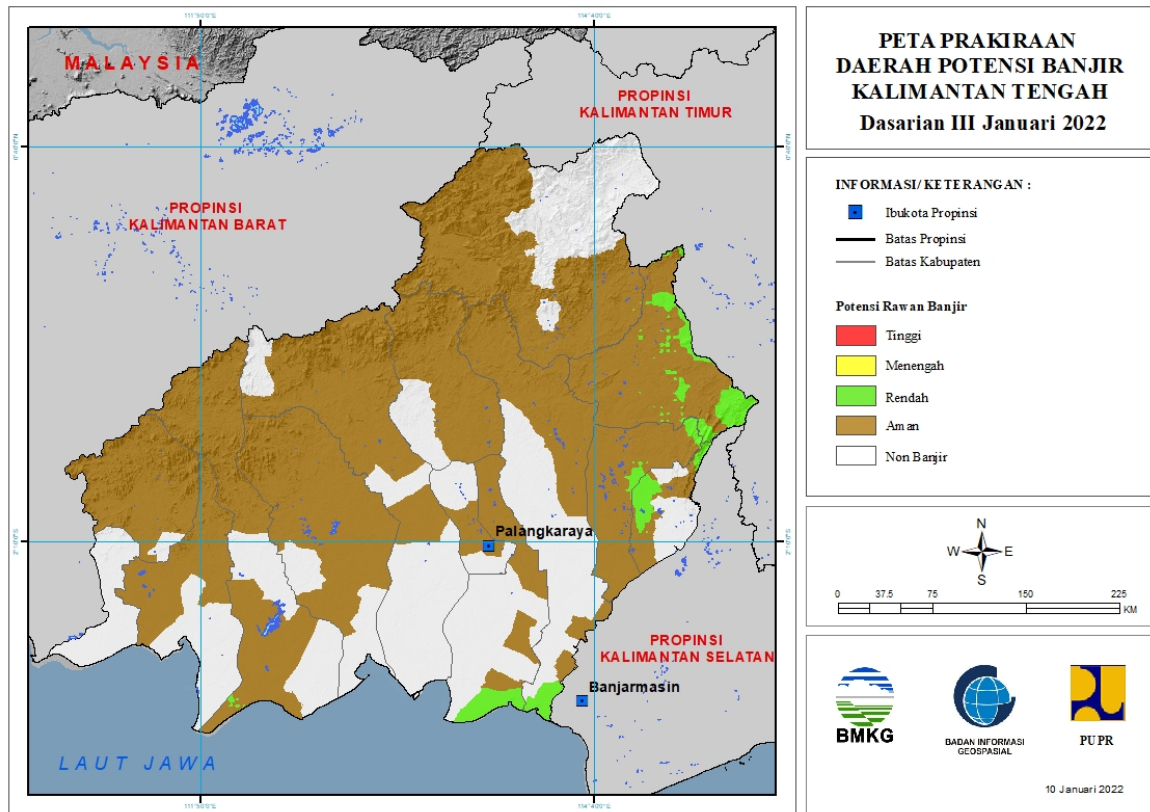 PETA PRAKIRAAN
DAERAH POTENSI BANJIR
KALIMANTAN TENGAH
Dasarian III Januari 2022
INFORMASI/ KETERANGAN :
Ibukota Propinsi
Batas Propinsi
Batas Kabupaten
Potensi Rawan Banjir
Tinggi
Menengah
Rendah
Aman
Non Banjir
N
W E
S
0 37.5 75 150 225
KM
BMKG
BADAN INFORMASI
GEOSPASIAL
PUPR
10 Januari 2022
MALAYSIA
PROPINSI
KALIMANTAN TIMUR
PROPINSI
KALIMANTAN BARAT
Palangkaraya
PROPINSI
KALIMANTAN SELATAN
Banjarmasin
LAUT JAWA